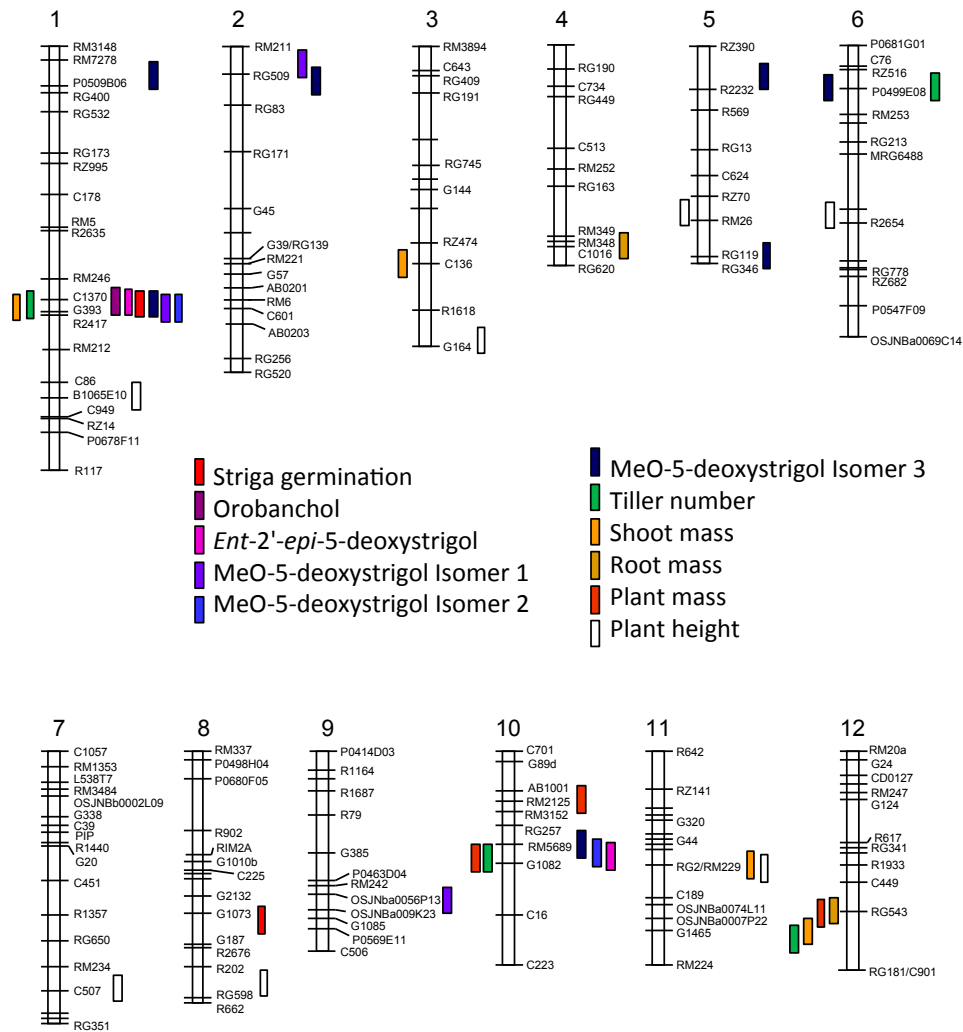 1
RM3148
RM7278
P0509B06
RG400
RG532
RG173
RZ995
C178
RM5
R2635
RM246
C1370
G393
R2417
RM212
C86
B1065E10
C949
RZ14
P0678F11
R117
2
RM211
RG509
RG83
RG171
G45
G39/RG139
RM221
G57
AB0201
RM6
C601
AB0203
RG256
RG520
3
RM3894
C643
RG409
RG191
RG745
G144
RZ474
C136
R1618
G164
4
RG190
C734
RG449
C513
RM252
RG163
RM349
RM348
C1016
RG620
5
RZ390
R2232
R569
RG13
C624
RZ70
RM26
RG119
RG346
6
P0681G01
C76
RZ516
P0499E08
RM253
RG213
MRG6488
R2654
RG778
RZ682
P0547F09
OSJNBa0069C14
Striga germination
Orobanchol
Ent-2'-epi-5-deoxystrigol
MeO-5-deoxystrigol Isomer 1
MeO-5-deoxystrigol Isomer 2
MeO-5-deoxystrigol Isomer 3
Tiller number
Shoot mass
Root mass
Plant mass
Plant height
7
C1057
RM1353
L538T7
RM3484
OSJNBb0002L09
G338
C39
PIP
R1440
G20
C451
R1357
RG650
RM234
C507
RG351
8
RM337
P0498H04
P0680F05
R902
RIM2A
G1010b
C225
G2132
G1073
G187
R2676
R202
RG598
R662
9
P0414D03
R1164
R1687
R79
G385
P0463D04
RM242
OSJNba0056P13
OSJNBa009K23
G1085
P0569E11
C506
10
C701
G89d
AB1001
RM2125
RM3152
RG257
RM5689
G1082
C16
C223
11
R642
RZ141
G320
G44
RG2/RM229
C189
OSJNBa0074L11
OSJNBa0007P22
G1465
RM224
12
RM20a
G24
CD0127
RM247
G124
R617
RG341
R1933
C449
RG543
RG181/C901